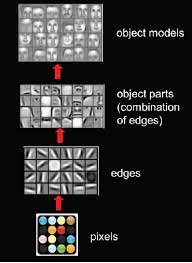 object models
object parts
(combination
of edges)
edges
pixels